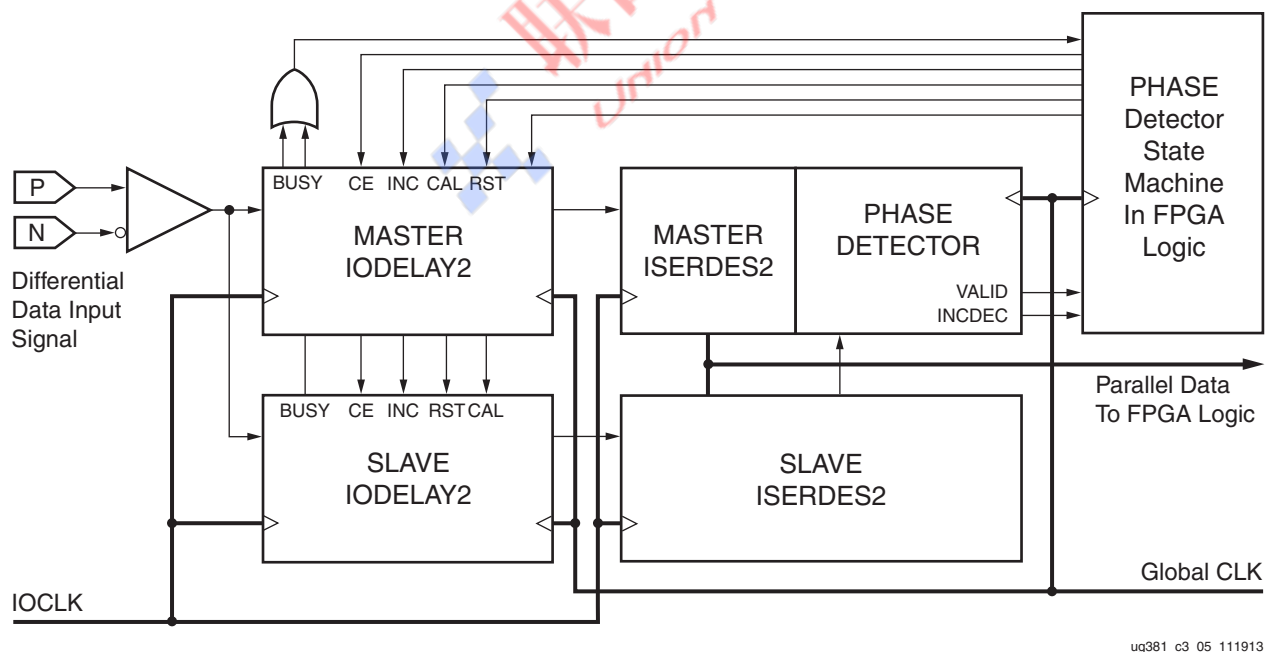 PHASE
Detector
State
Machine
In FPGA
Logic
BUSY CE INC CAL RST
P
N
MASTER
IODELAY2
MASTER
ISERDES2
PHASE
DETECTOR
Differential
Data Input
Signal
VALID
INCDEC
Parallel Data
To FPGA Logic
BUSY CE INC RST CAL
SLAVE
IODELAY2
SLAVE
ISERDES2
Global CLK
IOCLK
ug381_c3_05_111913
UNION